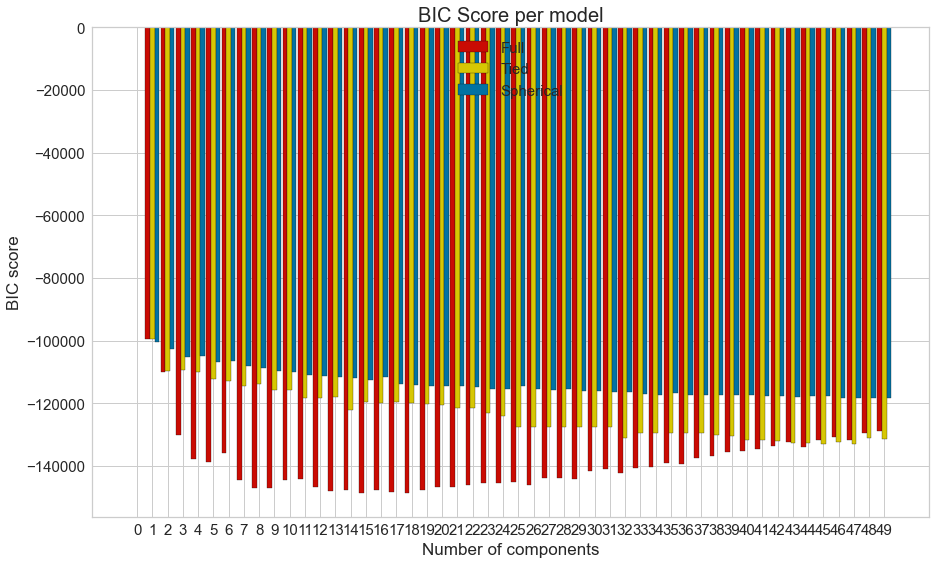 BIC Score per model
BIC score
0
−20000
−40000
−60000
−80000
−100000
−120000
−140000
Full
Tied
Spherical
0 1 2 3 4 5 6 7 8 9 10 11 12 13 14 15 16 17 18 19 20 21 22 23 24 25 26 27 28 29 30 31 32 33 34 35 36 37 38 39 40 41 42 43 44 45 46 47 48 49
Number of components